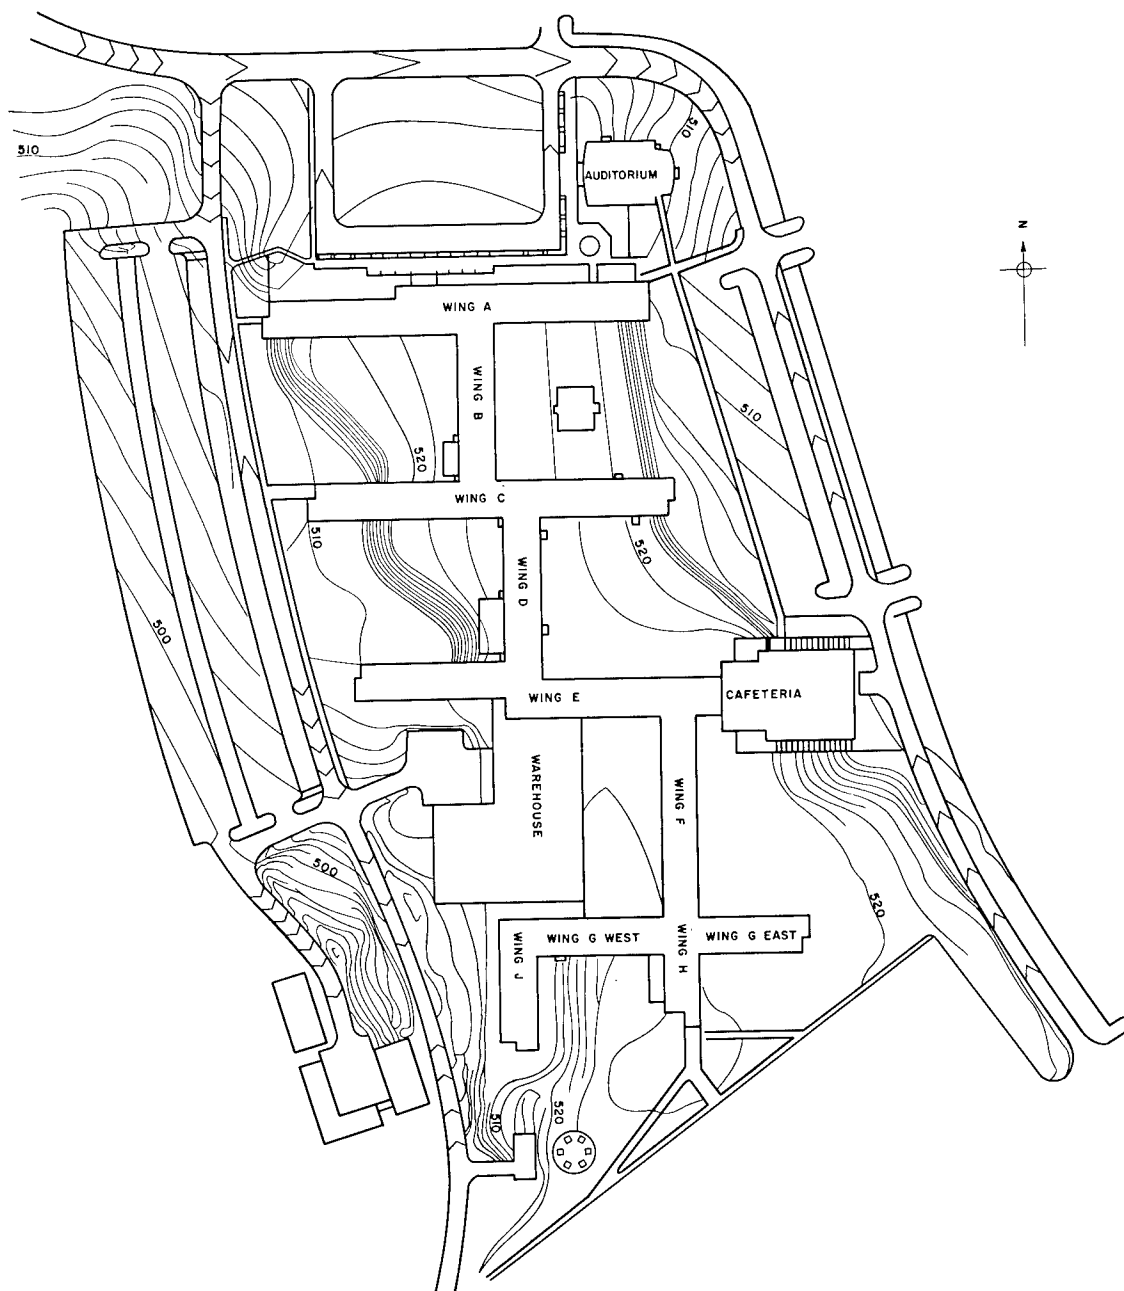 510
510
AUDITORIUM
N
WING A
WING B
510
520
WING C
510
520
WING D
500
WING E
CAFETERIA
WAREHOUSE
WING F
500
520
WING J
WING G WEST
WING H
WING G EAST
510
520